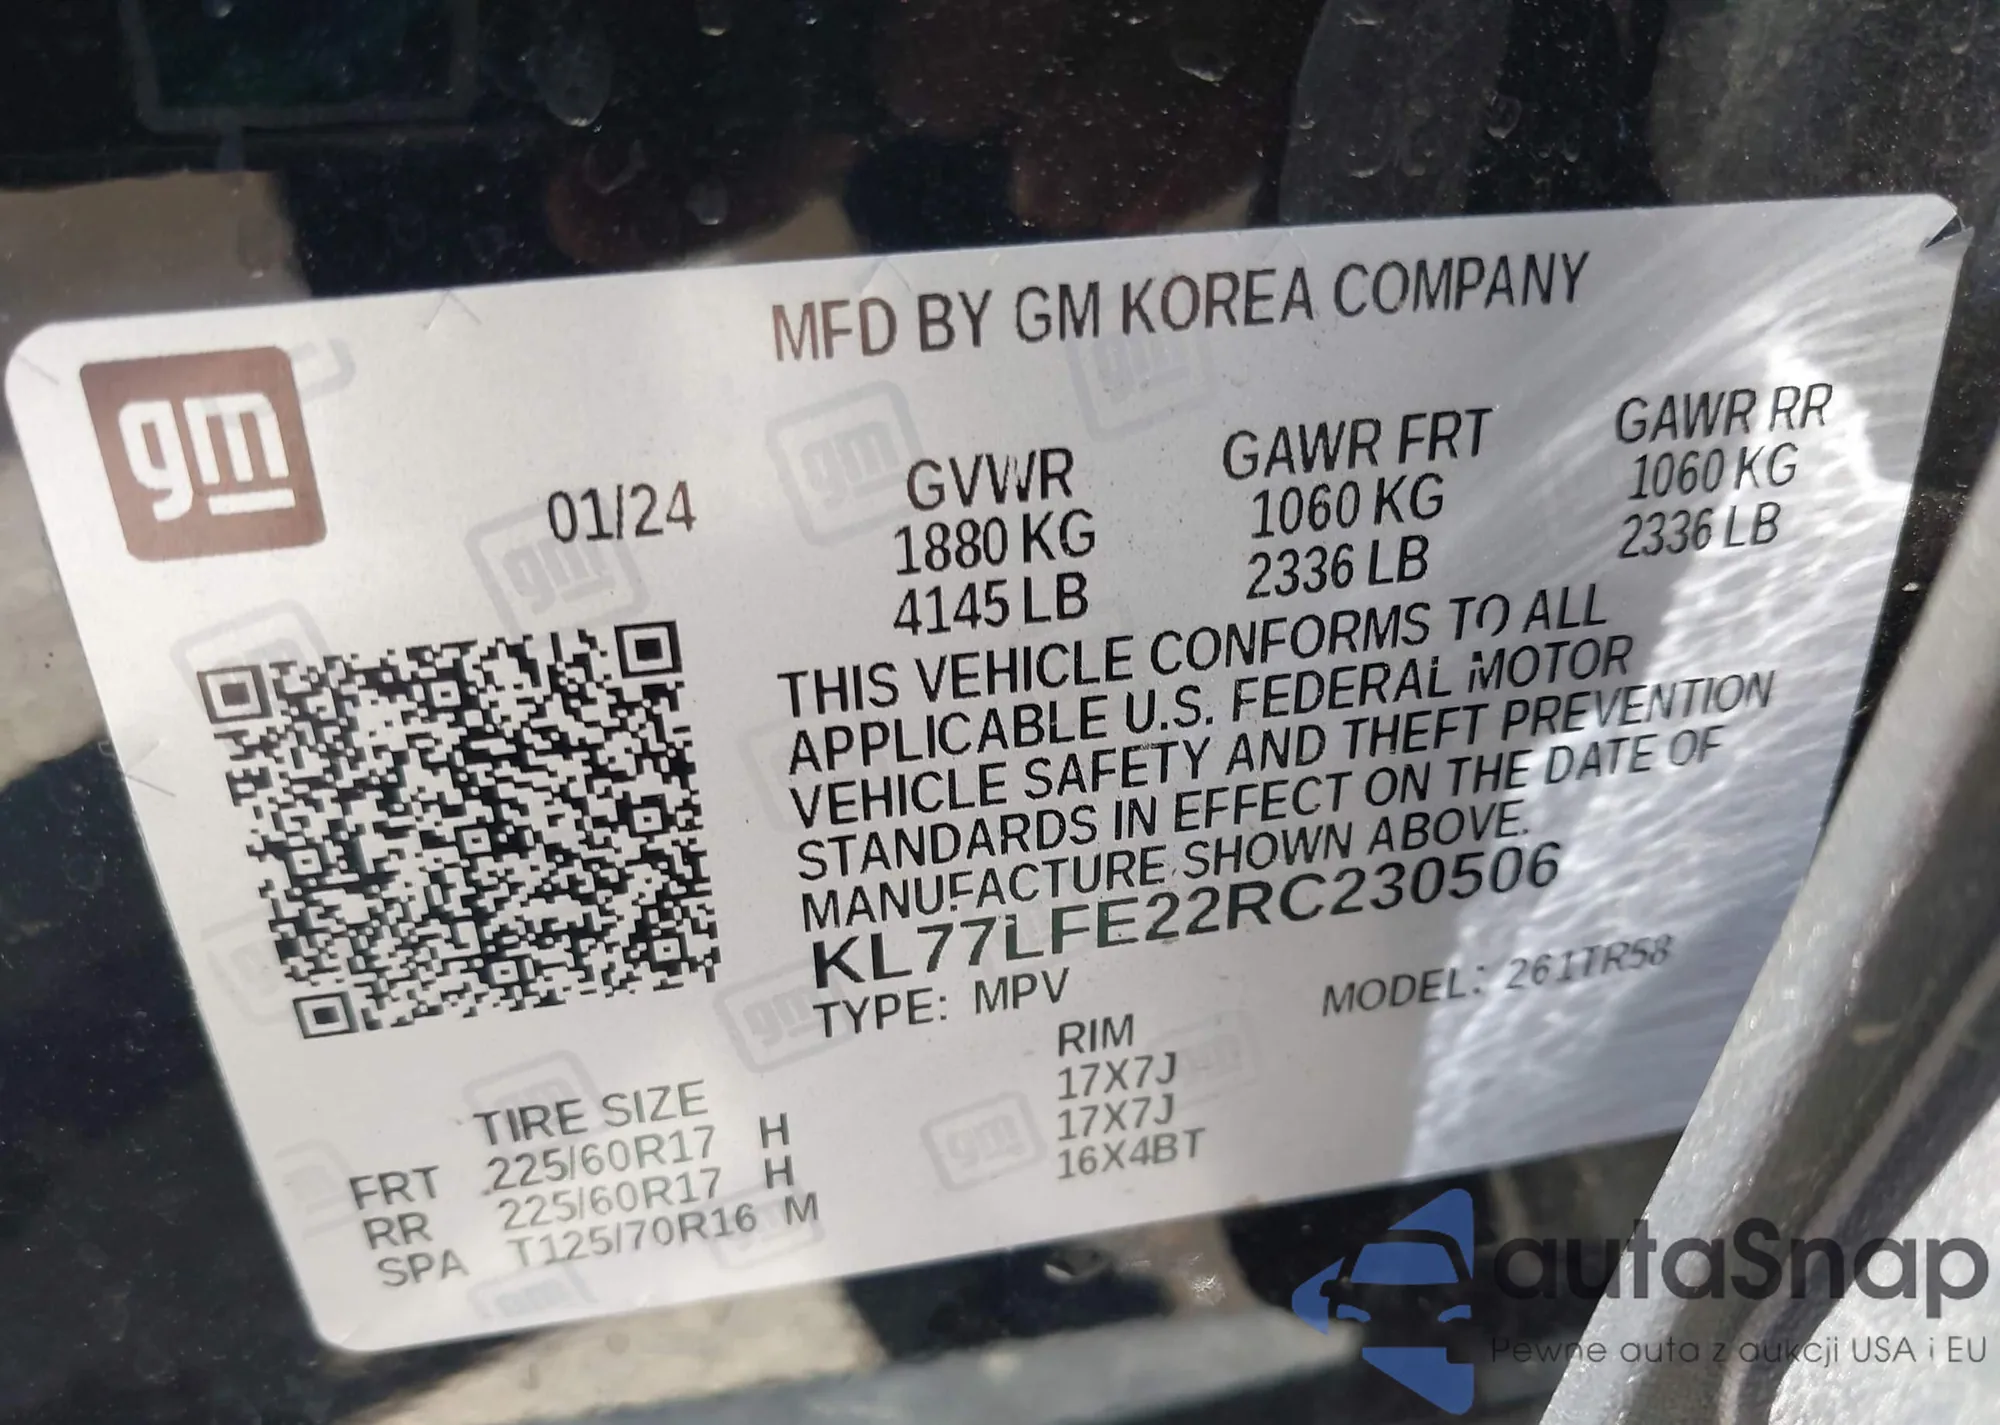 MFD BY GM KOREA COMPANY
gm
01/24
GVWR GAWR FRT GAWR RR
1880 KG 1060 KG 1060 KG
4145 LB 2336 LB 2336 LB
THIS VEHICLE CONFORMS TO ALL
APPLICABLE U.S. FEDERAL MOTOR
VEHICLE SAFETY AND THEFT PREVENTION
STANDARDS IN EFFECT ON THE DATE OF
MANUFACTURE SHOWN ABOVE.
KL77LFE22RC230506
TYPE: MPV MODEL: 261TR58
TIRE SIZE RIM
FRT 225/60R17 H 17X7J
RR 225/60R17 H 17X7J
SPA T125/70R16 M 16X4BT
autaSnap
Pewne auta z aukcji USA i EU